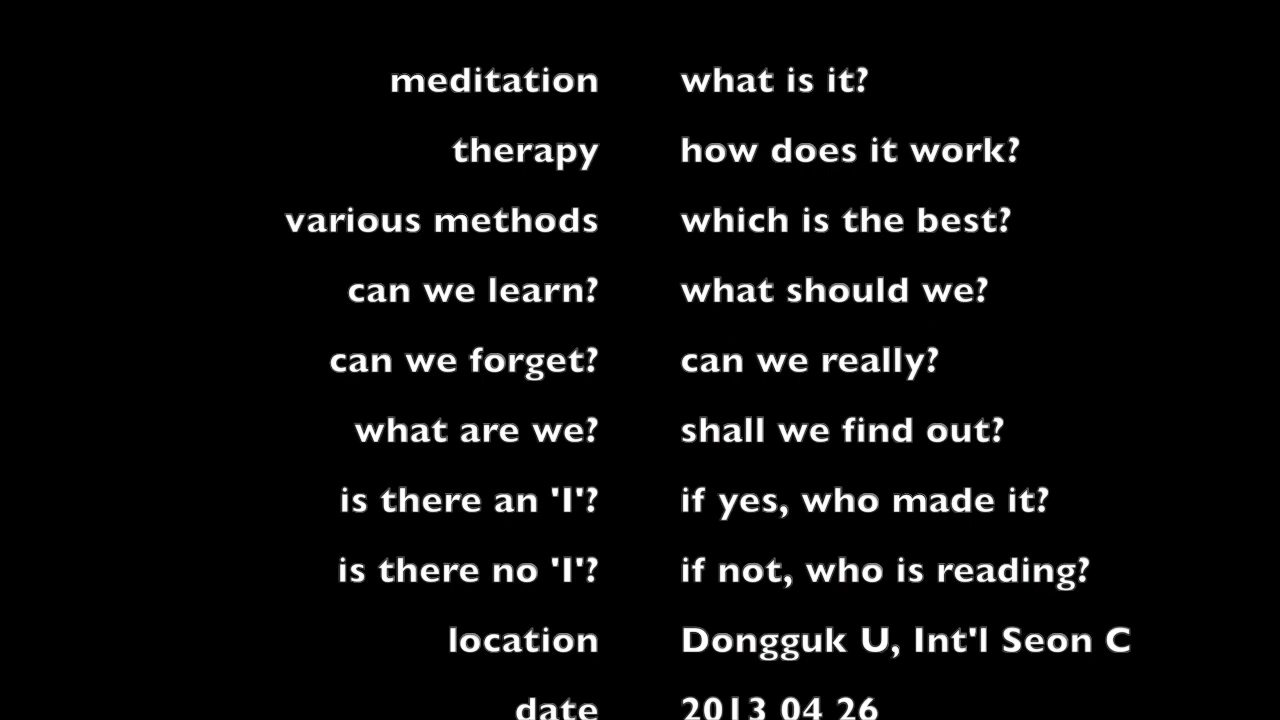 meditation what is it?
therapy how does it work?
various methods which is the best?
can we learn? what should we?
can we forget? can we really?
what are we? shall we find out?
is there an 'I'? if yes, who made it?
is there no 'I'? if not, who is reading?
location Dongguk U, Int'l Seon C
date 2013 04 26